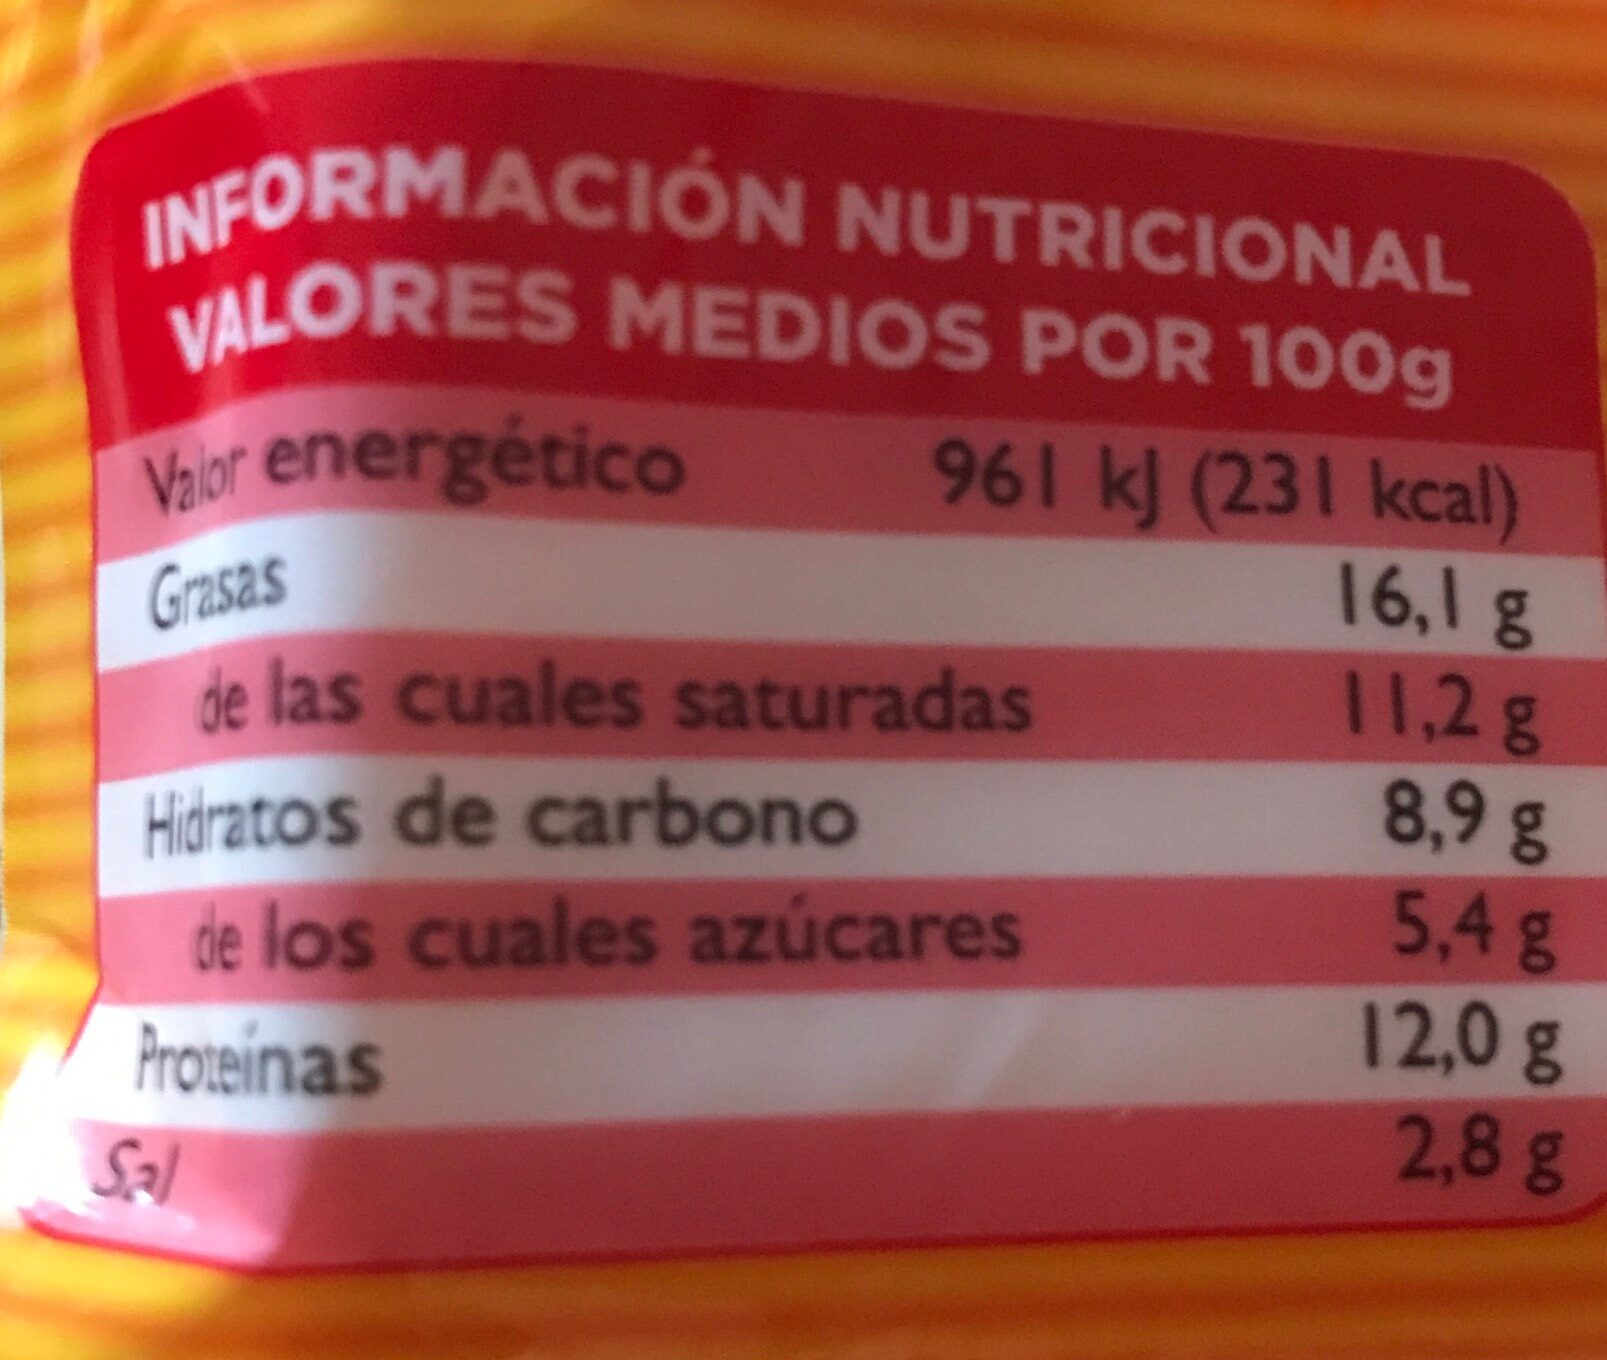 INFORMACIÓN NUTRICIONAL
VALORES MEDIOS POR 100g
Valor energético 961 kJ (231 kcal)
Grasas 16,1 g
de las cuales saturadas 11,2 g
Hidratos de carbono 8,9 g
de los cuales azúcares 5,4 g
Proteínas 12,0 g
Sal 2,8 g